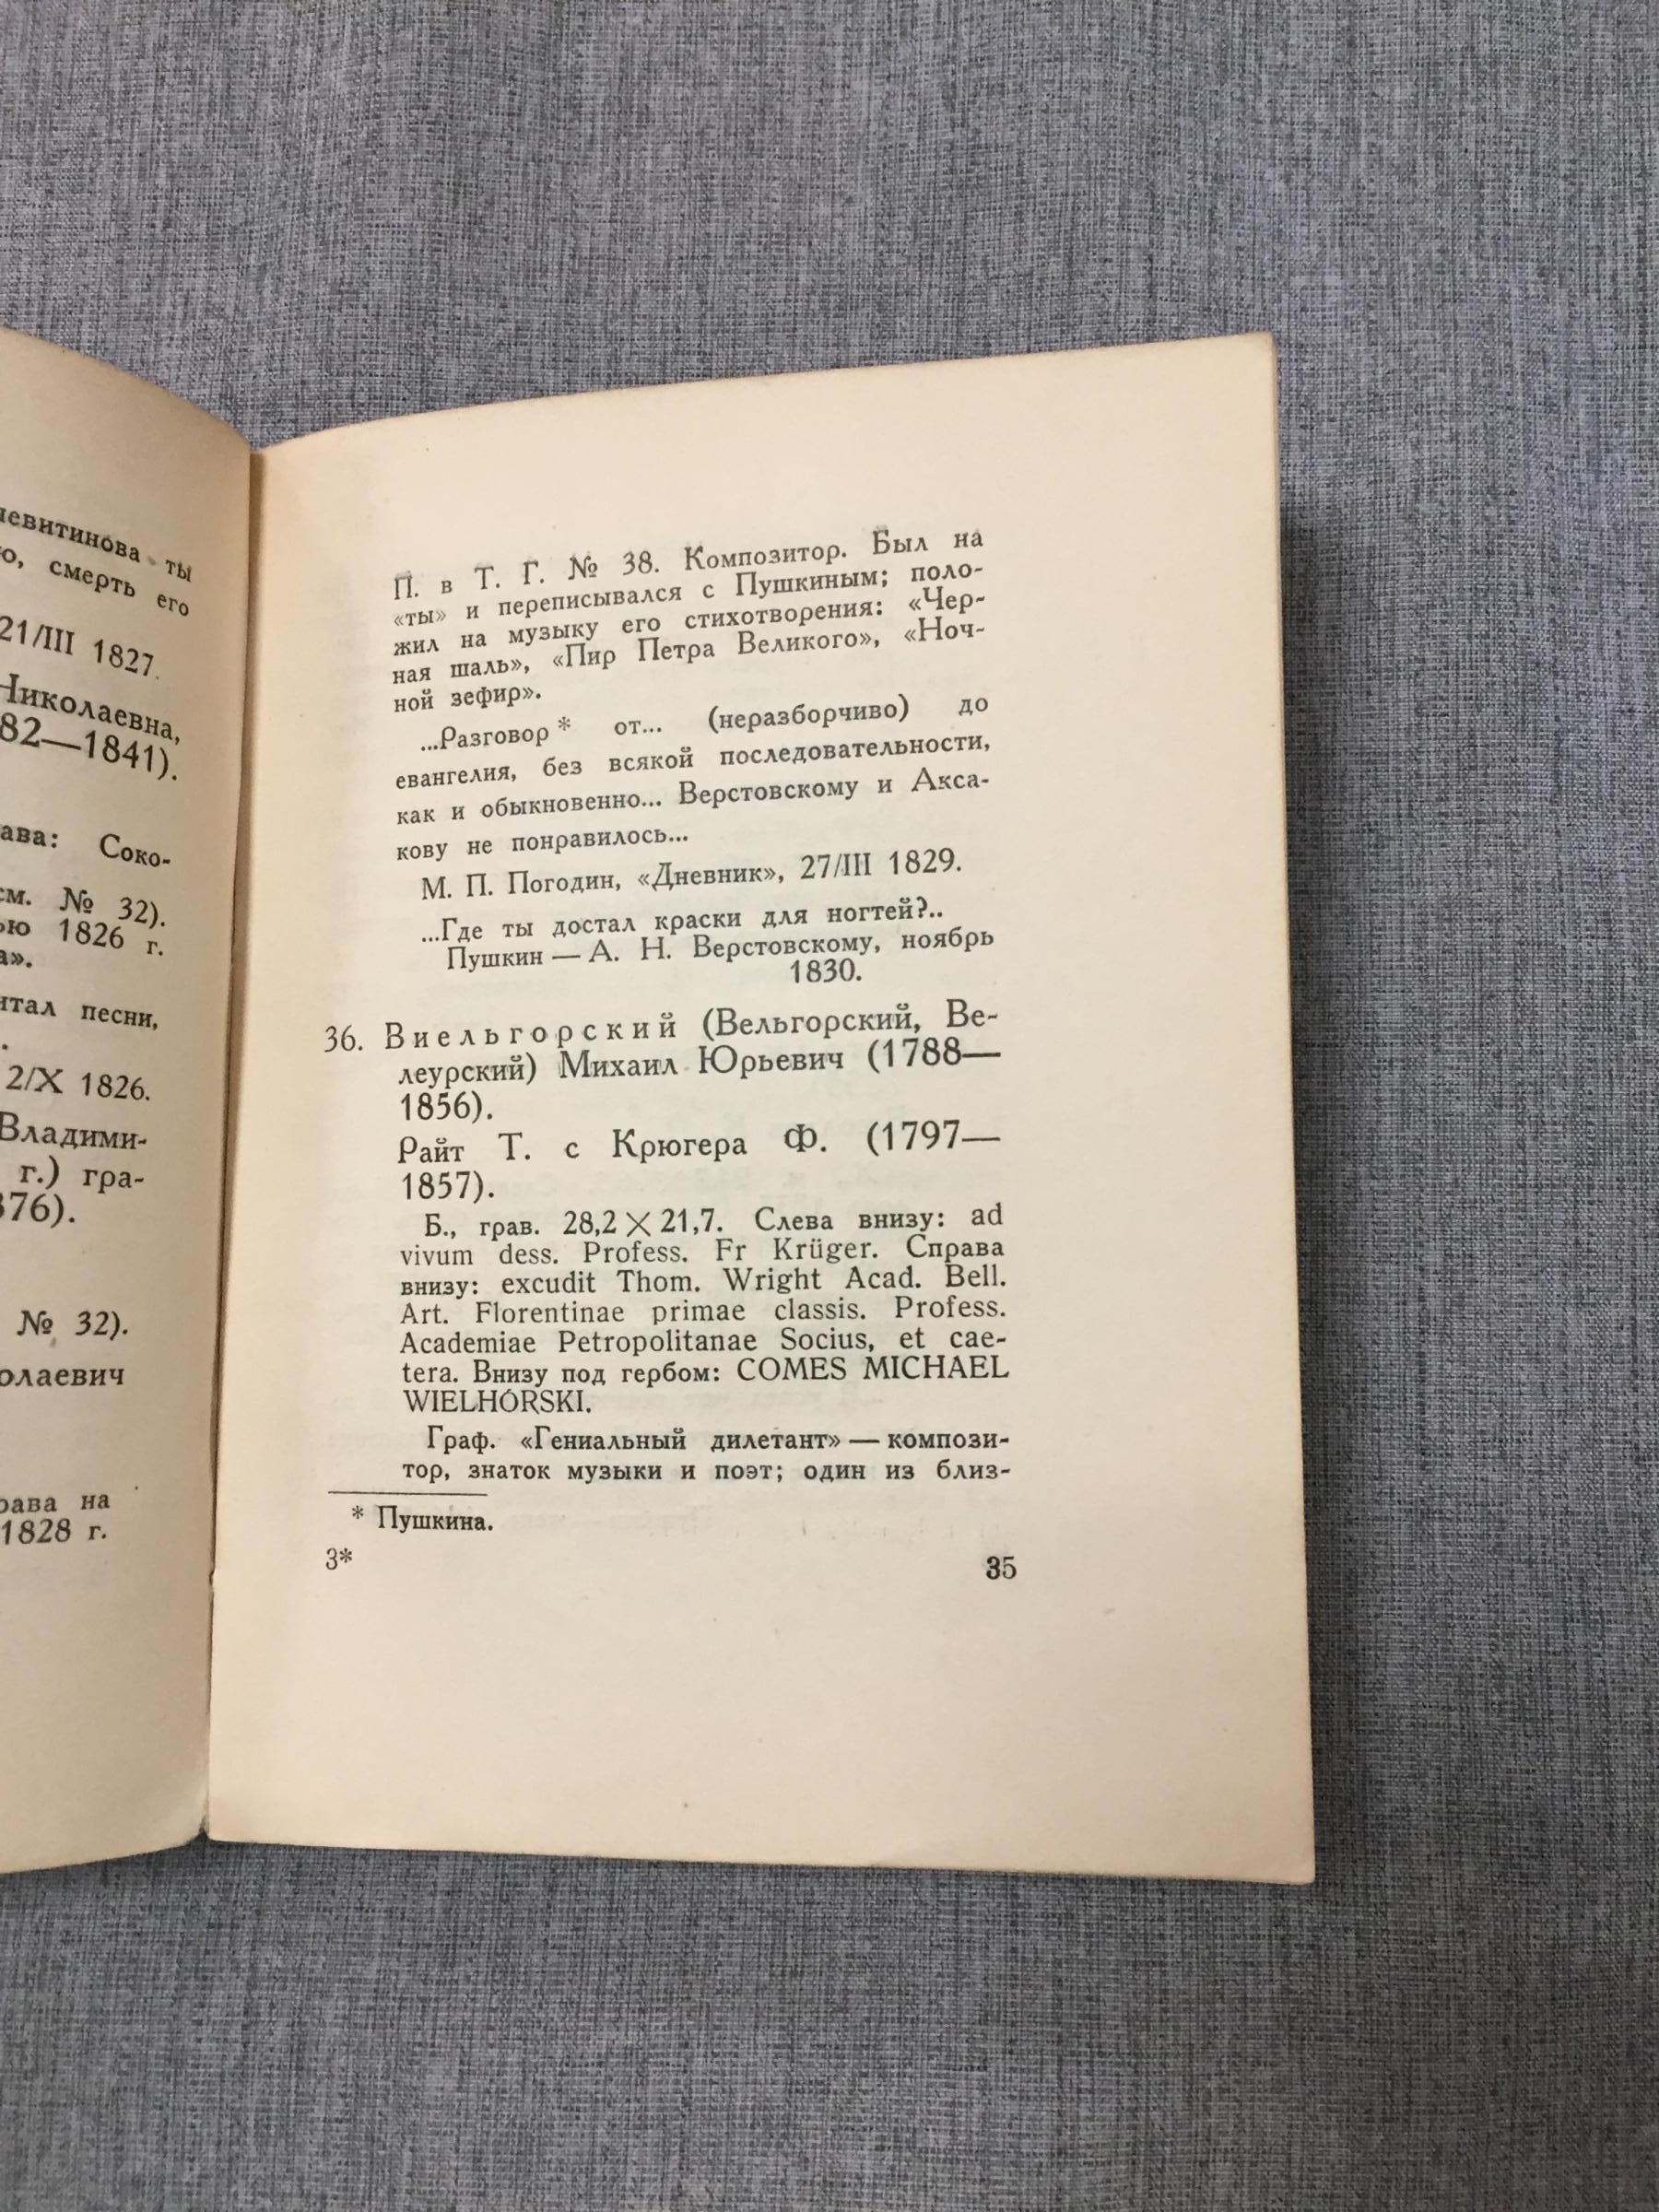 ты
о, смерть его
21/III 1827.
Николаевна,
82—1841).
ава: Соко-
см. № 32).
ью 1826 г.
а».
итал песни,
.
2/X 1826.
Владими-
г.) гра-
376).
№ 32).
олаевич
рава на
1828 г.
П. в Т. Г. № 38. Композитор. Был на
«ты» и переписывался с Пушкиным; поло-
жил на музыку его стихотворения: «Чер-
ная шаль», «Пир Петра Великого», «Ноч-
ной зефир».
...Разговор * от... (неразборчиво) до
евангелия, без всякой последовательности,
как и обыкновенно... Верстовскому и Акса-
кову не понравилось...
М. П. Погодин, «Дневник», 27/III 1829.
...Где ты достал краски для ногтей?..
Пушкин — А. Н. Верстовскому, ноябрь
1830.
36. Виельгорский (Вельгорский, Ве-
леурский) Михаил Юрьевич (1788—
1856).
Райт Т. с Крюгера Ф. (1797—
1857).
Б., грав. 28,2 × 21,7. Слева внизу: ad
vivum dess. Profess. Fr Krüger. Справа
внизу: excudit Thom. Wright Acad. Bell.
Art. Florentinae primae classis. Profess.
Academiae Petropolitanae Socius, et cae-
tera. Внизу под гербом: COMES MICHAEL
WIELHORSKI.
Граф. «Гениальный дилетант» — компози-
тор, знаток музыки и поэт; один из близ-
* Пушкина.
3*
35